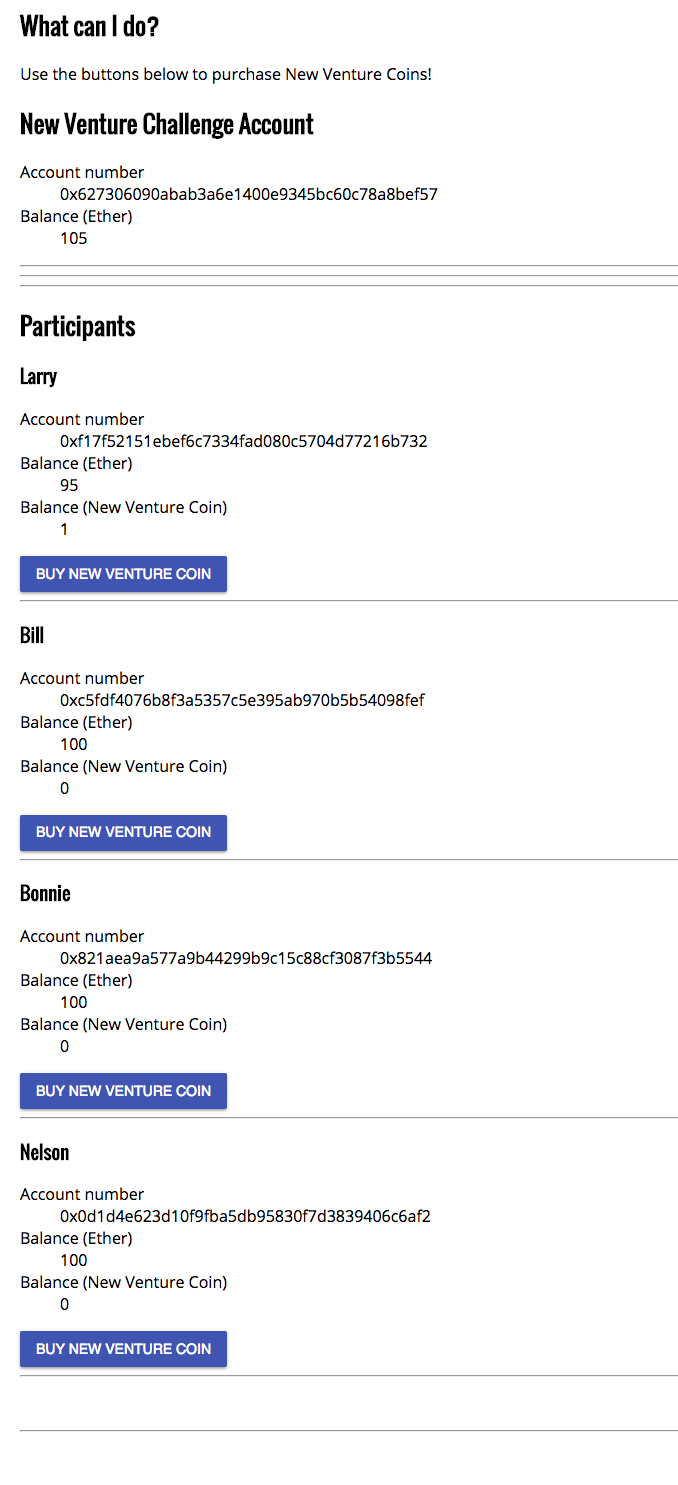 What can I do?
Use the buttons below to purchase New Venture Coins!
New Venture Challenge Account
Account number
0x627306090abab3a6e1400e9345bc60c78a8bef57
Balance (Ether)
105
Participants
Larry
Account number
0xf17f52151ebef6c7334fad080c5704d77216b732
Balance (Ether)
95
Balance (New Venture Coin)
1
BUY NEW VENTURE COIN
Bill
Account number
0xc5fdf4076b8f3a5357c5e395ab970b5b54098fef
Balance (Ether)
100
Balance (New Venture Coin)
0
BUY NEW VENTURE COIN
Bonnie
Account number
0x821aea9a577a9b44299b9c15c88cf3087f3b5544
Balance (Ether)
100
Balance (New Venture Coin)
0
BUY NEW VENTURE COIN
Nelson
Account number
0x0d1d4e623d10f9fba5db95830f7d3839406c6af2
Balance (Ether)
100
Balance (New Venture Coin)
0
BUY NEW VENTURE COIN